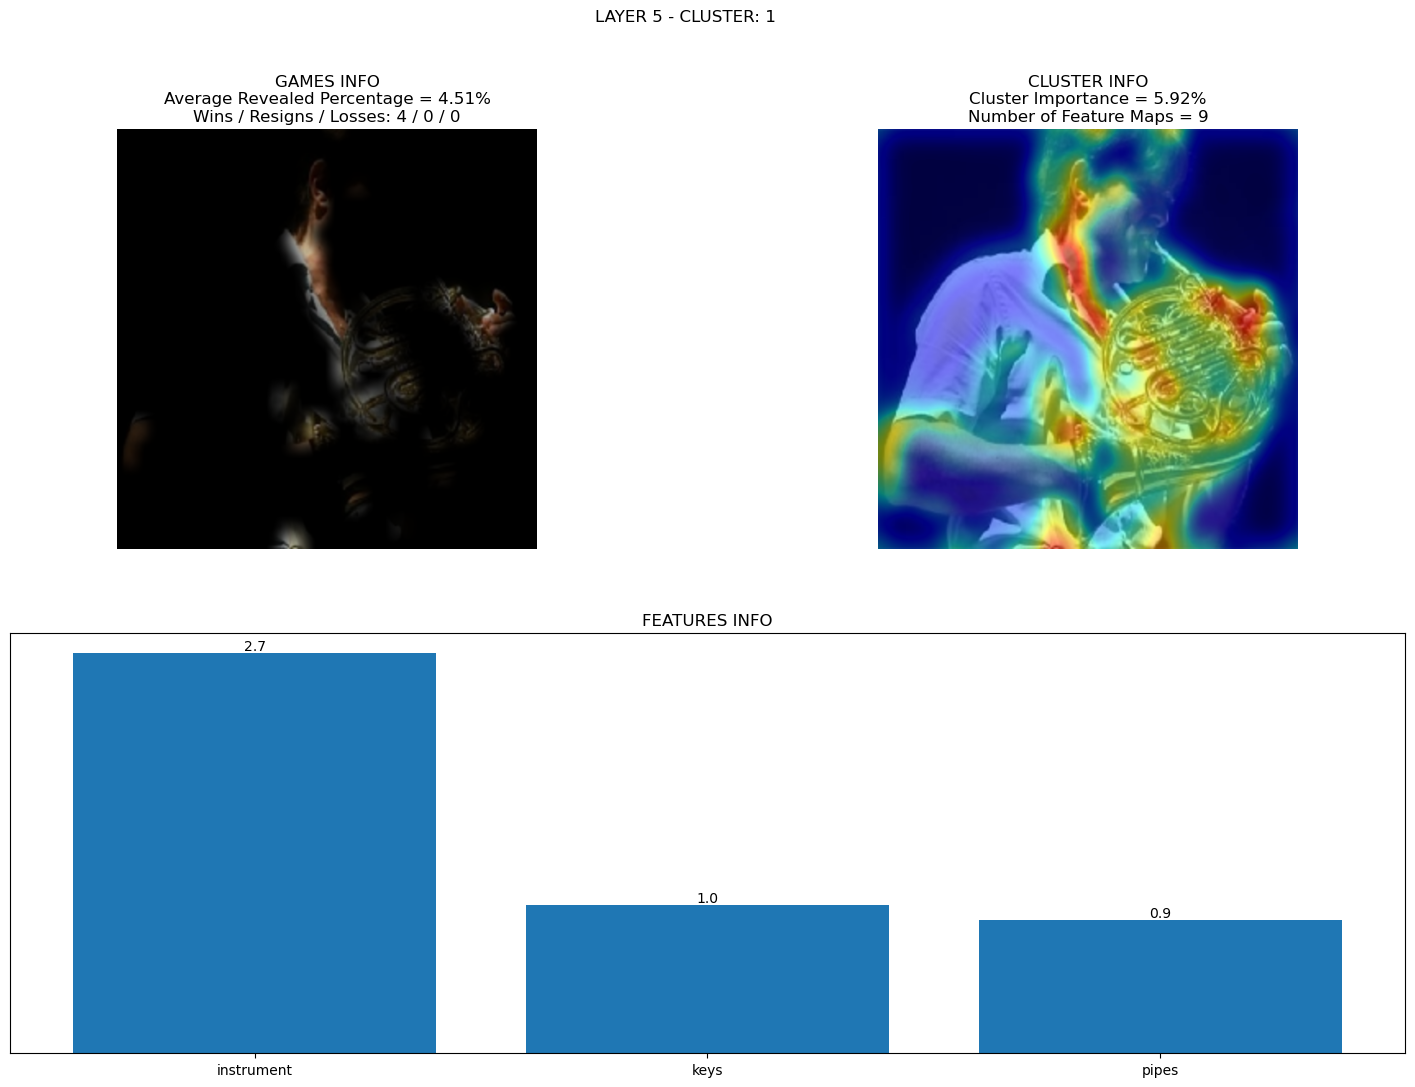 LAYER 5 - CLUSTER: 1
GAMES INFO
Average Revealed Percentage = 4.51%
Wins / Resigns / Losses: 4 / 0 / 0
CLUSTER INFO
Cluster Importance = 5.92%
Number of Feature Maps = 9
FEATURES INFO
2.7
1.0
0.9
instrument
keys
pipes